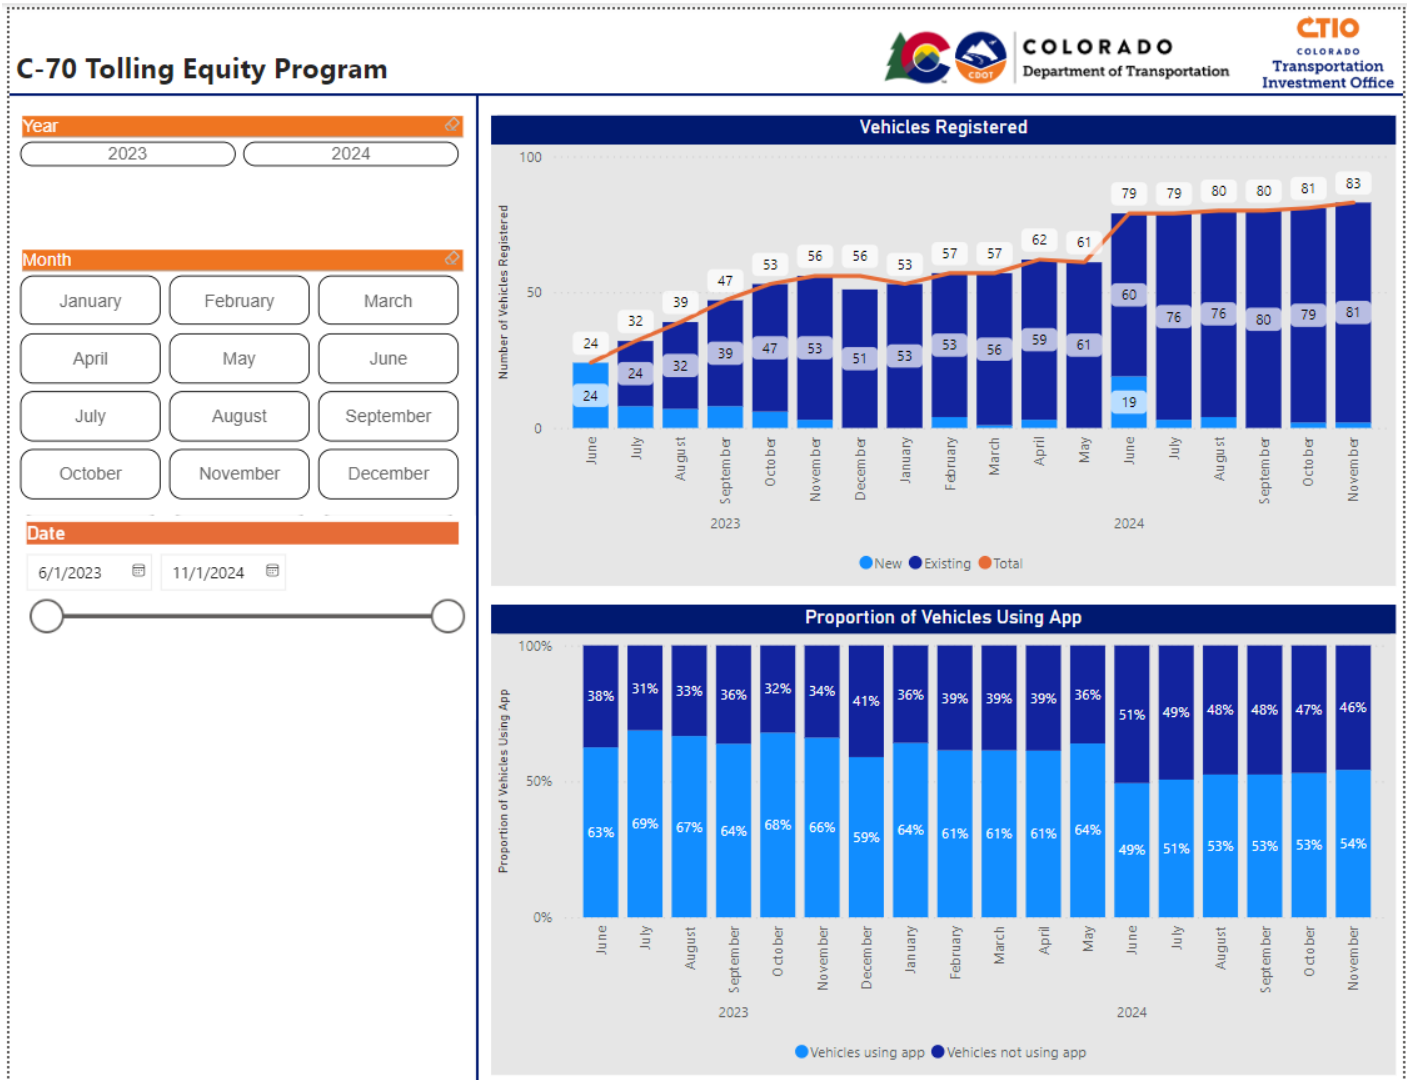 C-70 Tolling Equity Program
COLORADO
Department of Transportation
CDOT
TM
CTIO
COLORADO
Transportation
Investment Office
Year
2023 2024
Month
January February March
April May June
July August September
October November December
Date
6/1/2023 11/1/2024
Vehicles Registered
Number of Vehicles Registered
100
50
0
24 32 39 47 53 56 56 53 57 57 62 61 79 79 80 80 81 83
24 24 32 39 47 53 51 53 53 56 59 61 60 76 76 80 79 81
19
June July August September October November December January February March April May June July August September October November
2023 2024
New Existing Total
Proportion of Vehicles Using App
Proportion of Vehicles Using App
100%
50%
0%
38% 31% 33% 36% 32% 34% 41% 36% 39% 39% 39% 36% 51% 49% 48% 48% 47% 46%
63% 69% 67% 64% 68% 66% 59% 64% 61% 61% 61% 64% 49% 51% 53% 53% 53% 54%
June July August September October November December January February March April May June July August September October November
2023 2024
Vehicles using app Vehicles not using app